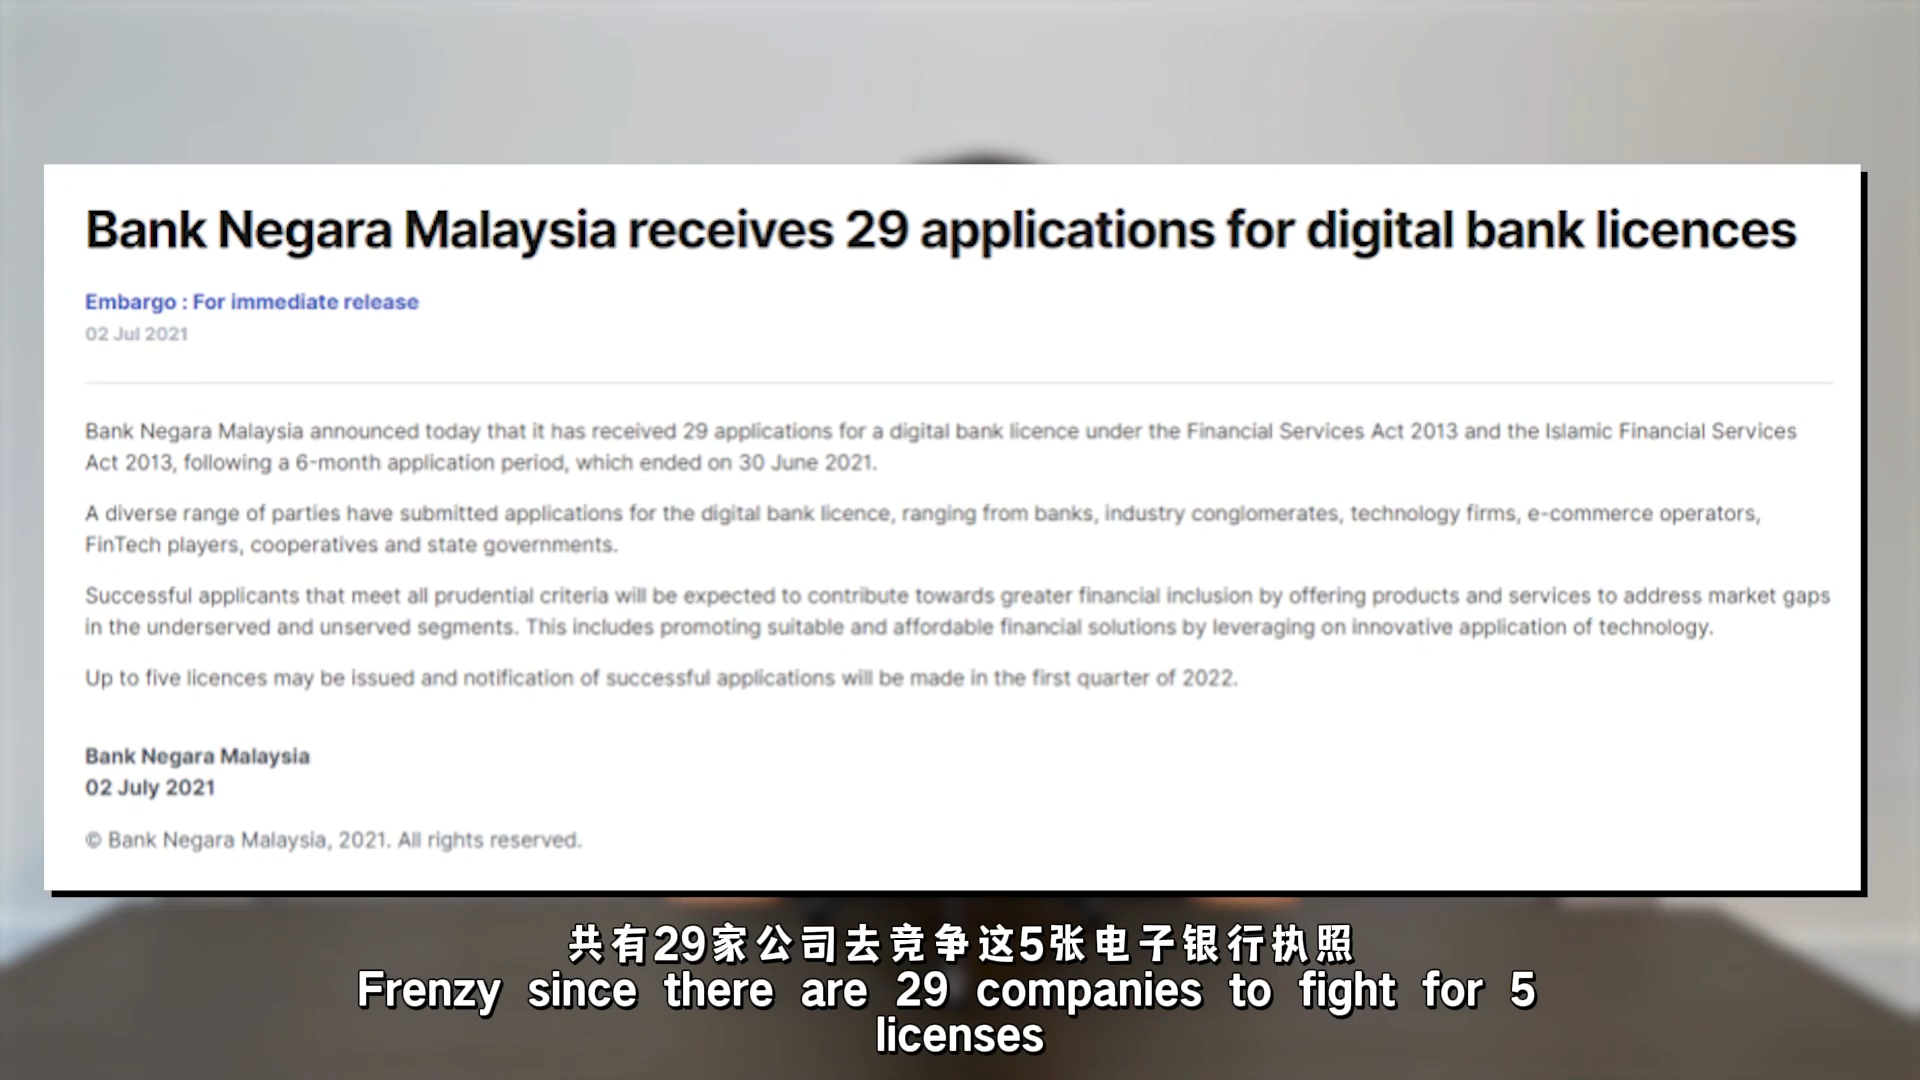 Bank Negara Malaysia receives 29 applications for digital bank licences
Embargo : For immediate release
02 Jul 2021
Bank Negara Malaysia announced today that it has received 29 applications for a digital bank licence under the Financial Services Act 2013 and the Islamic Financial Services
Act 2013, following a 6-month application period, which ended on 30 June 2021.
A diverse range of parties have submitted applications for the digital bank licence, ranging from banks, industry conglomerates, technology firms, e-commerce operators,
FinTech players, cooperatives and state governments.
Successful applicants that meet all prudential criteria will be expected to contribute towards greater financial inclusion by offering products and services to address market gaps
in the underserved and unserved segments. This includes promoting suitable and affordable financial solutions by leveraging on innovative application of technology.
Up to five licences may be issued and notification of successful applications will be made in the first quarter of 2022.
Bank Negara Malaysia
02 July 2021
© Bank Negara Malaysia, 2021. All rights reserved.
共有29家公司去竞争这5张电子银行执照
Frenzy since there are 29 companies to fight for 5
licenses